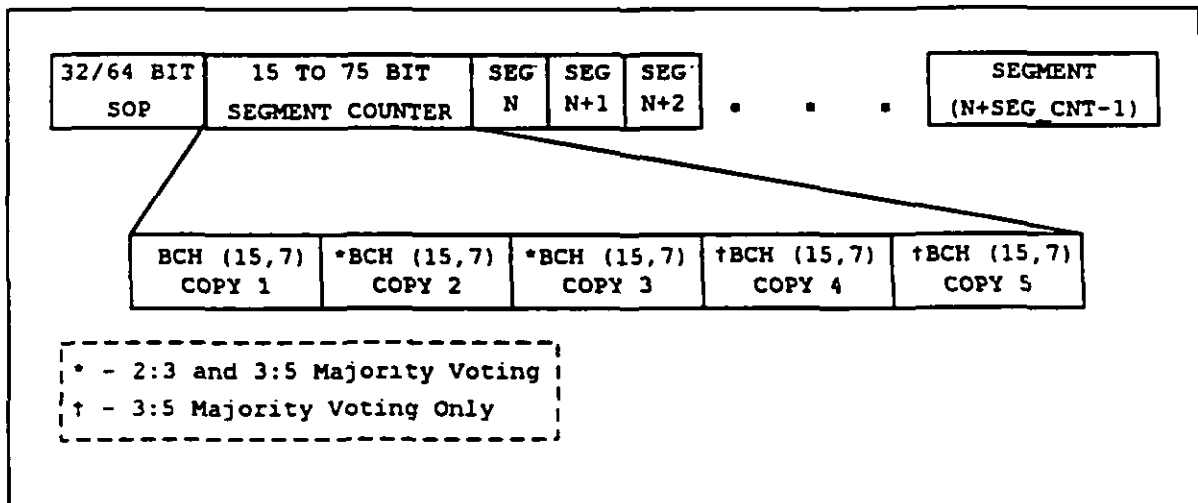 32/64 BIT
SOP
15 TO 75 BIT
SEGMENT COUNTER
SEG
N
SEG
N+1
SEG
N+2
. . .
SEGMENT
(N+SEG_CNT-1)
BCH (15,7)
COPY 1
*BCH (15,7)
COPY 2
*BCH (15,7)
COPY 3
†BCH (15,7)
COPY 4
†BCH (15,7)
COPY 5
* - 2:3 and 3:5 Majority Voting
† - 3:5 Majority Voting Only